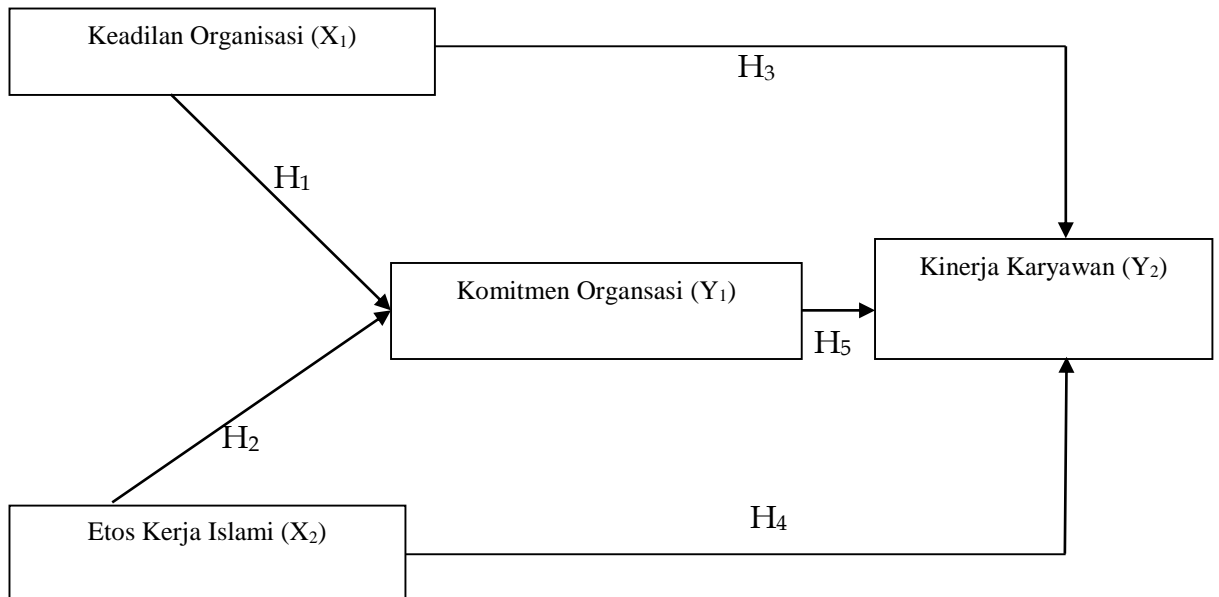 Keadilan Organisasi (X₁)
H₃
H₁
Kinerja Karyawan (Y₂)
Komitmen Organsasi (Y₁)
H₅
H₂
Etos Kerja Islami (X₂)
H₄